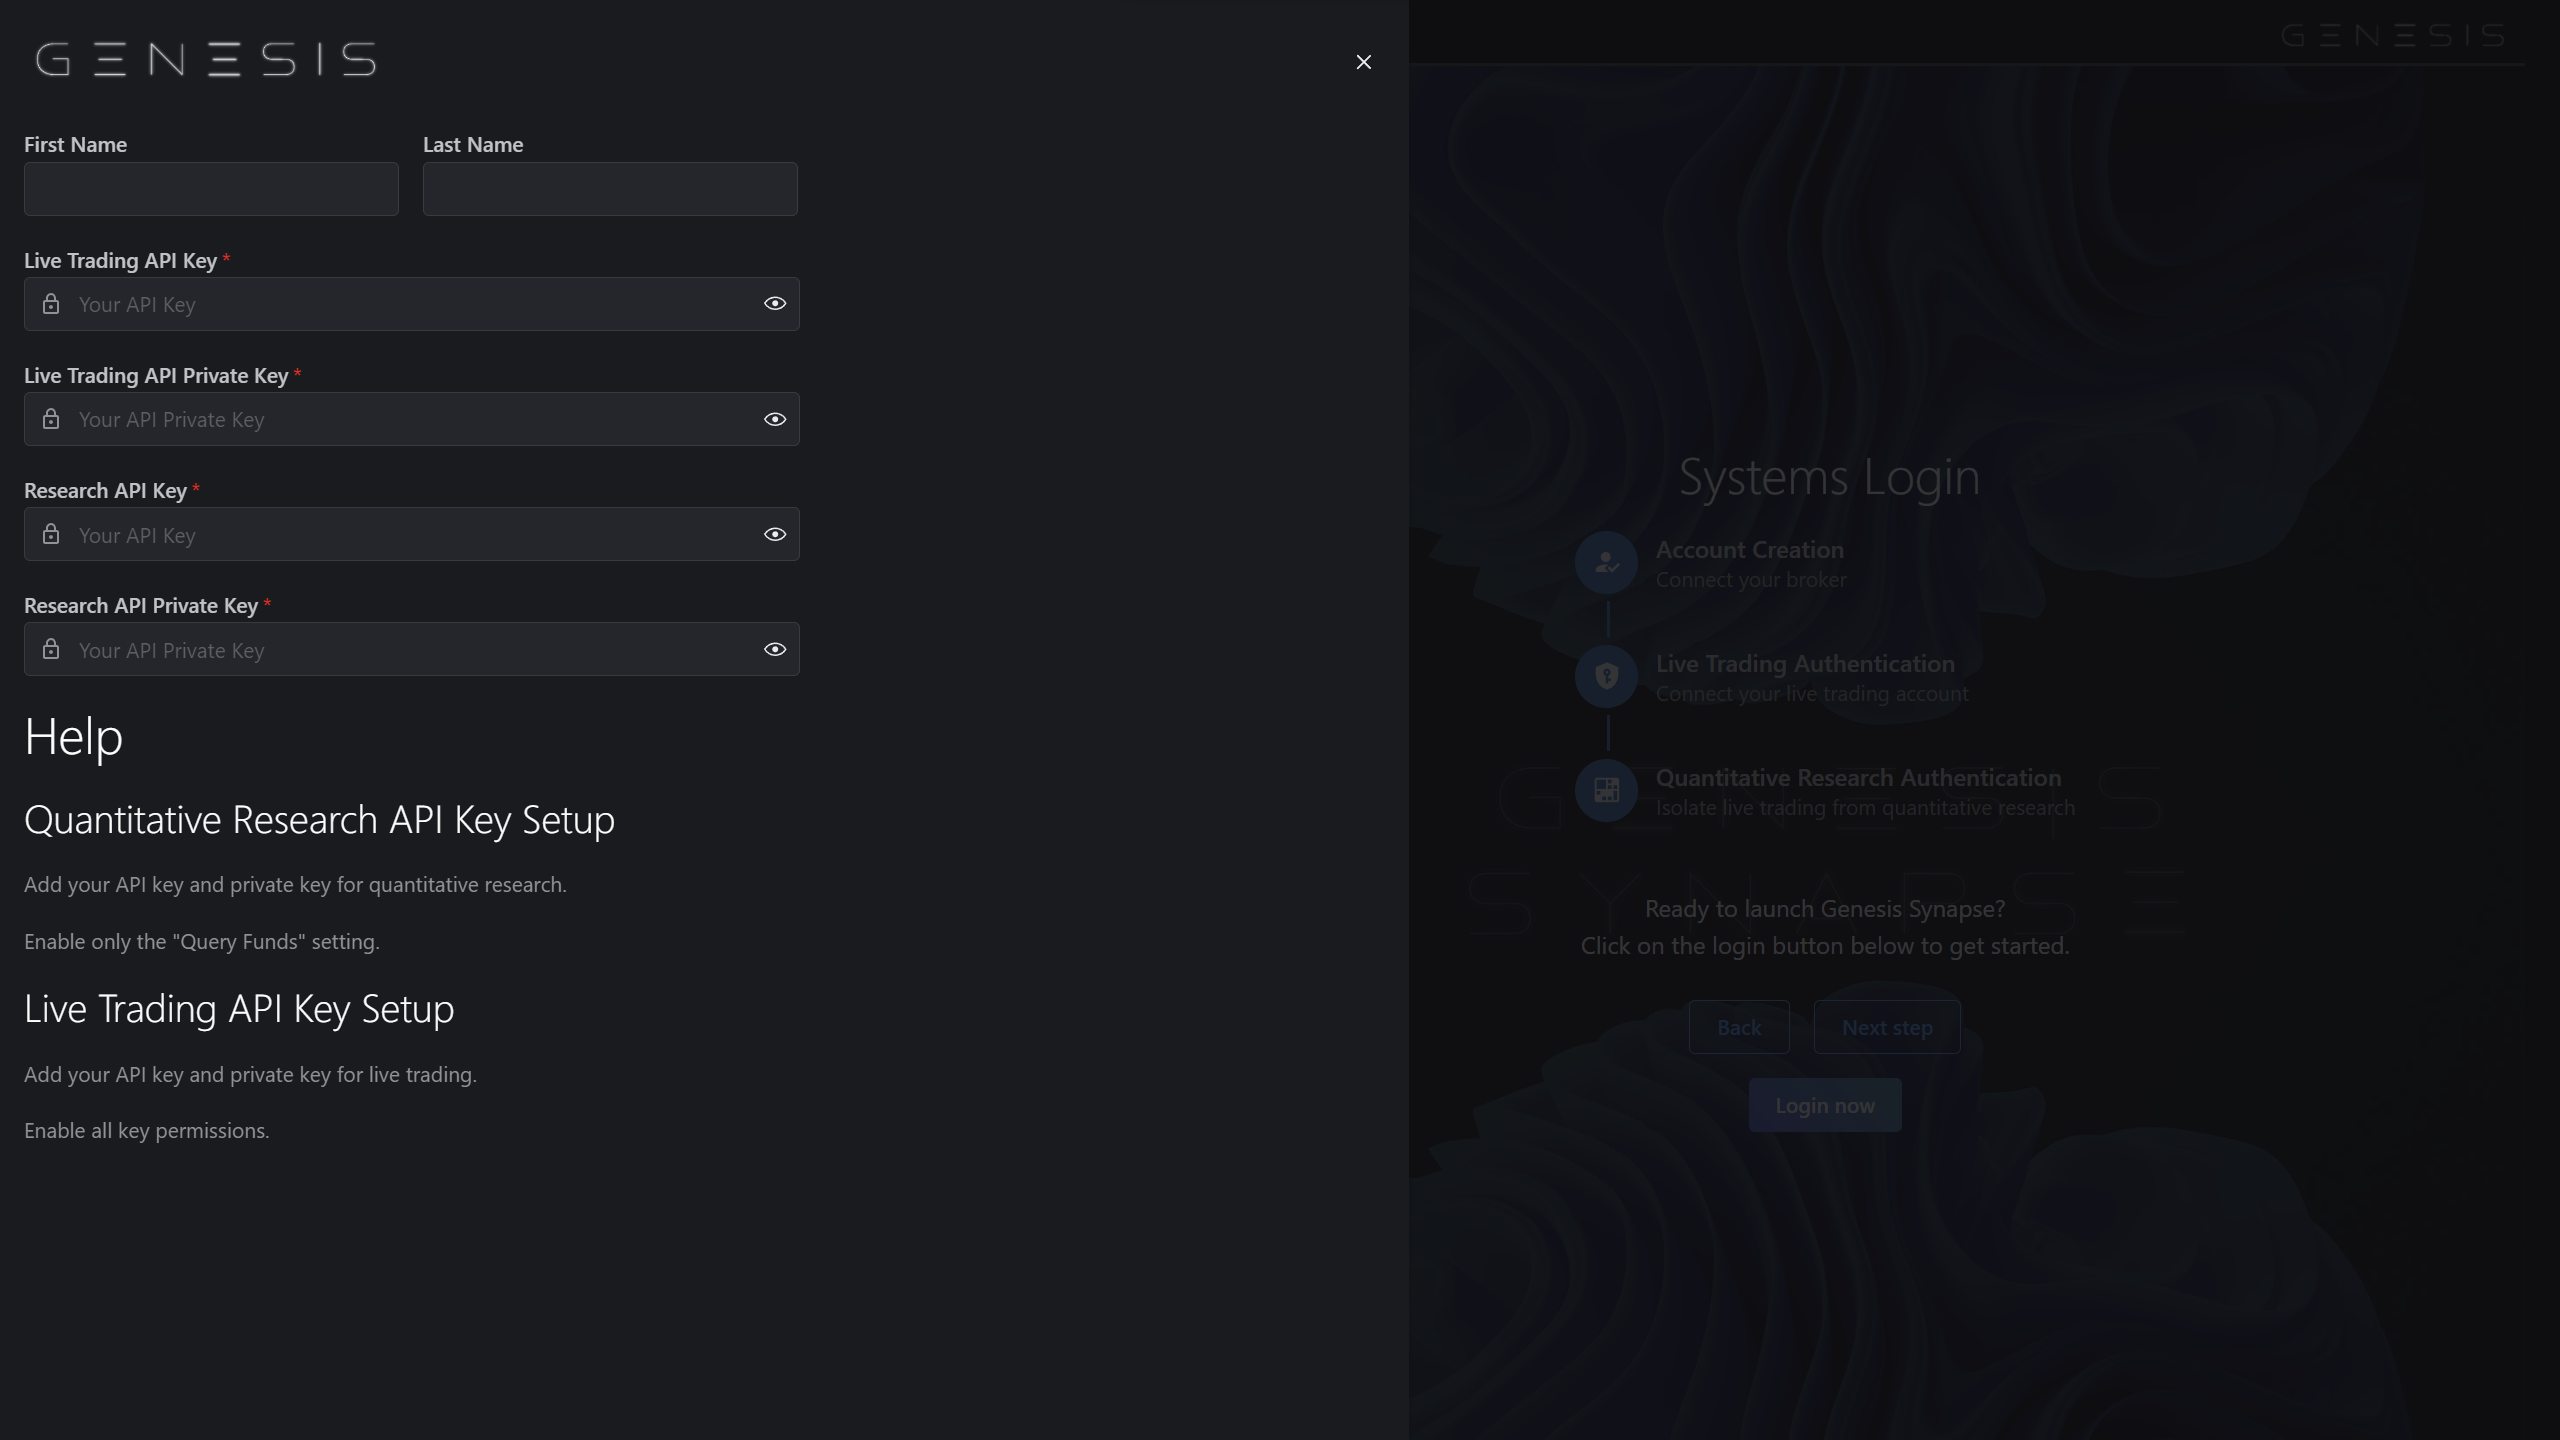 GENESIS
First Name
Last Name
Live Trading API Key *
Your API Key
Live Trading API Private Key *
Your API Private Key
Research API Key *
Your API Key
Research API Private Key *
Your API Private Key
Help
Quantitative Research API Key Setup
Add your API key and private key for quantitative research.
Enable only the "Query Funds" setting.
Live Trading API Key Setup
Add your API key and private key for live trading.
Enable all key permissions.
GENESIS
Systems Login
Account Creation
Connect your broker
Live Trading Authentication
Connect your live trading account
Quantitative Research Authentication
Isolate live trading from quantitative research
GENESIS
SYNAPSE
Ready to launch Genesis Synapse?
Click on the login button below to get started.
Back
Next step
Login now